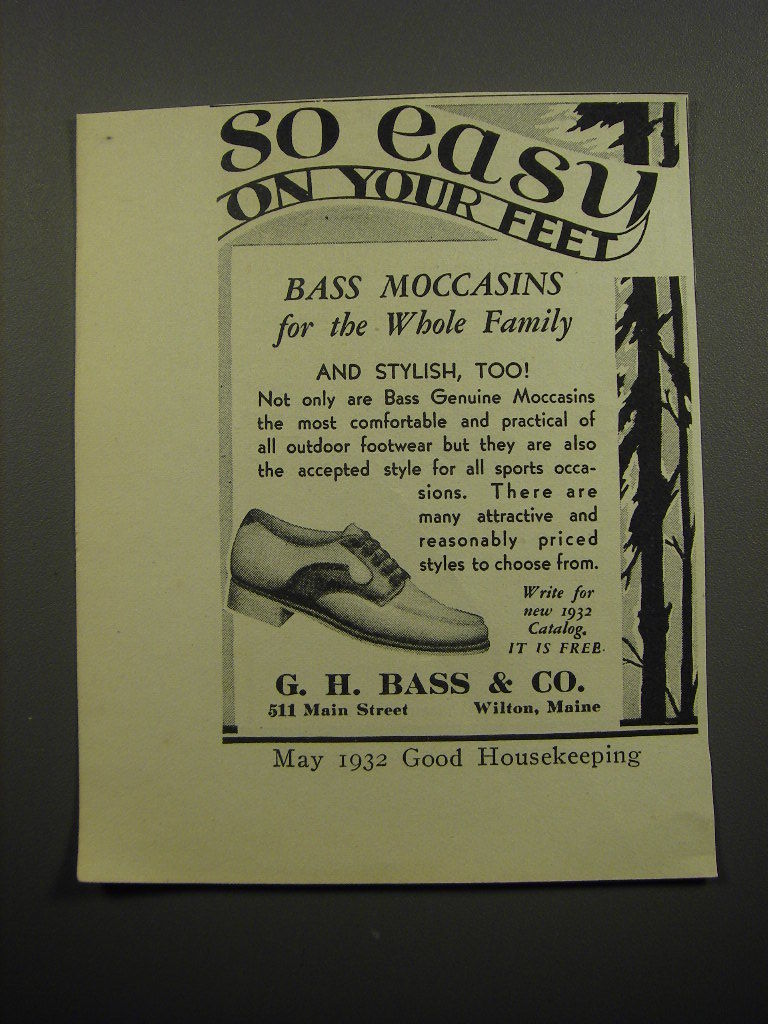 SO easy
ON YOUR FEET
BASS MOCCASINS
for the Whole Family
AND STYLISH, TOO!
Not only are Bass Genuine Moccasins
the most comfortable and practical of
all outdoor footwear but they are also
the accepted style for all sports occa-
sions. There are
many attractive and
reasonably priced
styles to choose from.
Write for
new 1932
Catalog.
IT IS FREE.
G. H. BASS & CO.
511 Main Street Wilton, Maine
May 1932 Good Housekeeping